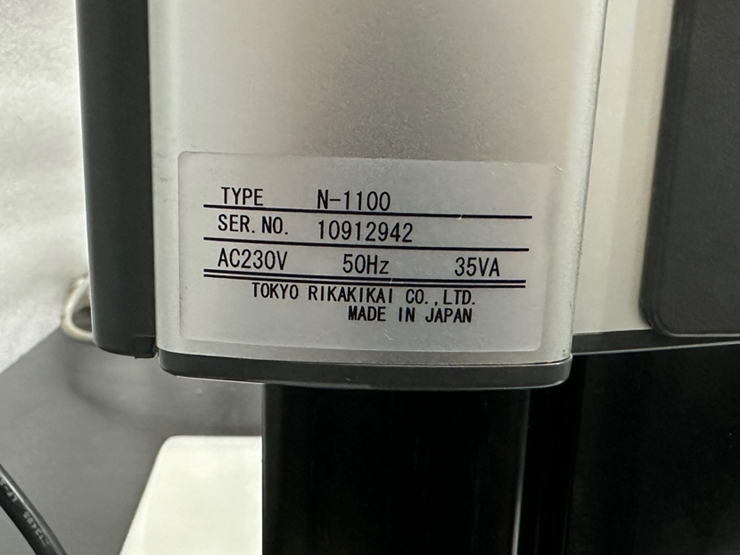 TYPE N-1100
SER. NO. 10912942
AC230V 50Hz 35VA
TOKYO RIKAKIKAI CO., LTD.
MADE IN JAPAN